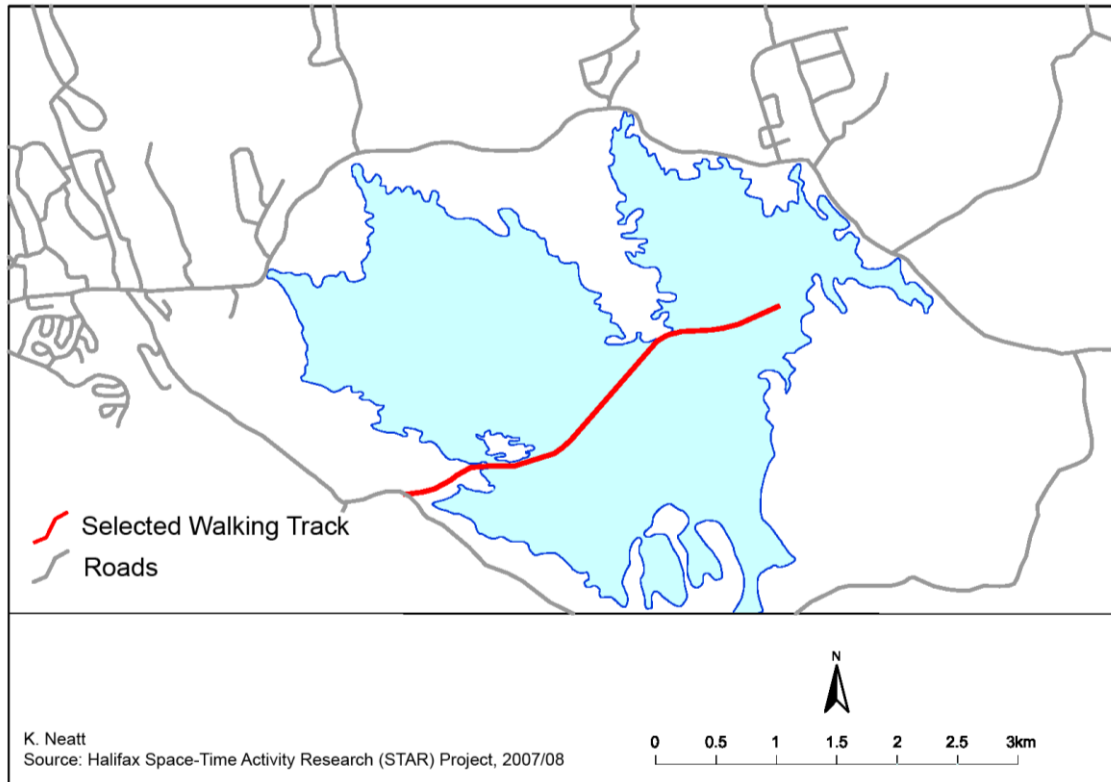 Selected Walking Track
Roads
N
K. Neatt
Source: Halifax Space-Time Activity Research (STAR) Project, 2007/08
0 0.5 1 1.5 2 2.5 3km